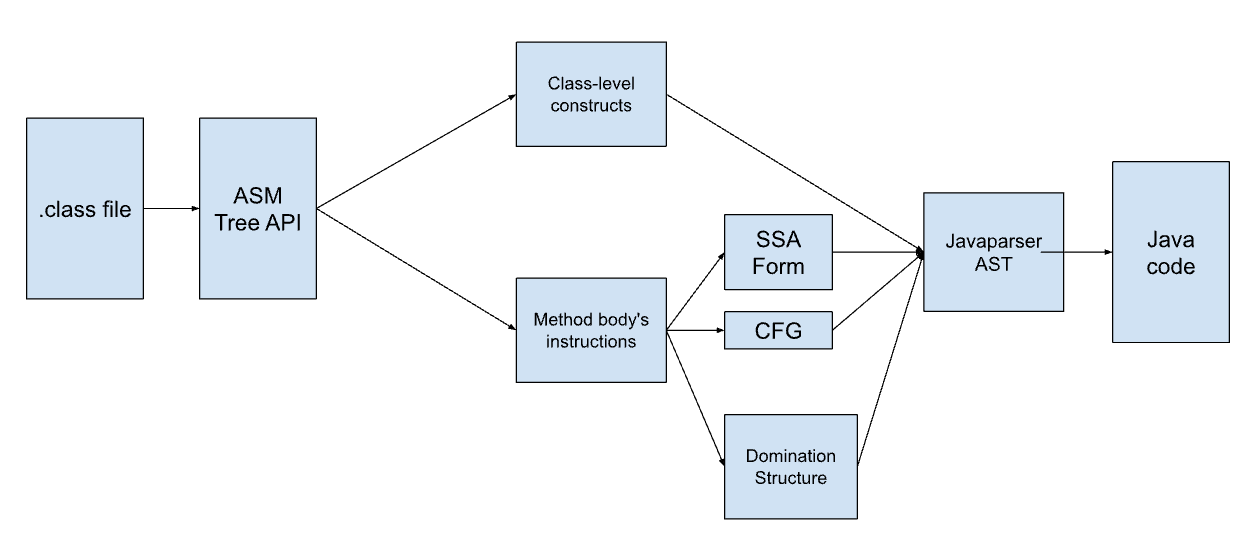 .class file
ASM
Tree API
Class-level
constructs
Method body's
instructions
SSA
Form
CFG
Domination
Structure
Javaparser
AST
Java
code